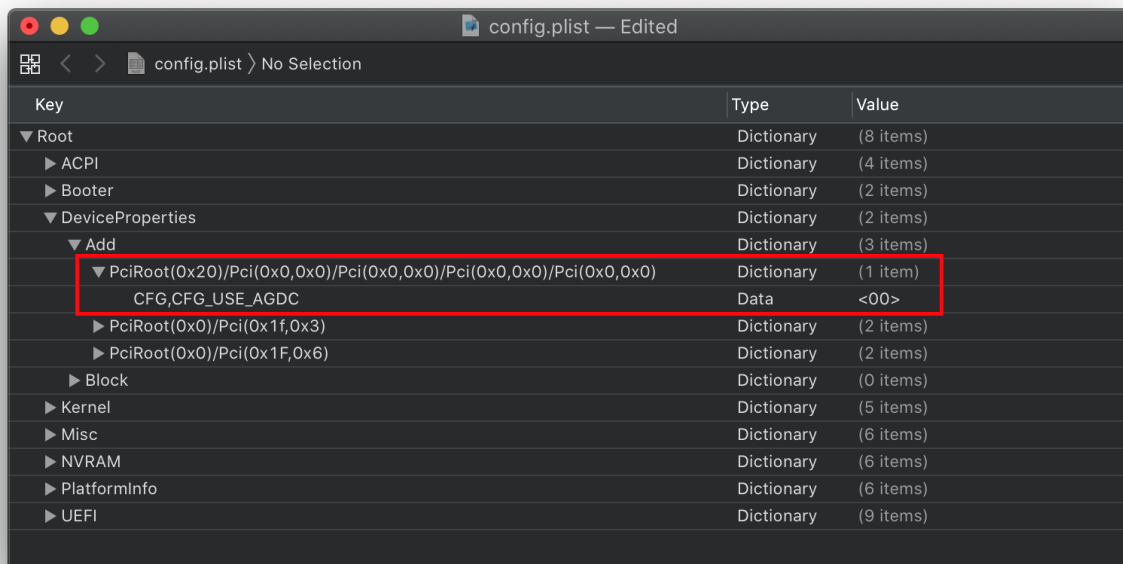 config.plist — Edited
config.plist 〉 No Selection
Key Type Value
Root Dictionary (8 items)
ACPI Dictionary (4 items)
Booter Dictionary (2 items)
DeviceProperties Dictionary (2 items)
Add Dictionary (3 items)
PciRoot(0x20)/Pci(0x0,0x0)/Pci(0x0,0x0)/Pci(0x0,0x0)/Pci(0x0,0x0) Dictionary (1 item)
CFG,CFG_USE_AGDC Data <00>
PciRoot(0x0)/Pci(0x1f,0x3) Dictionary (2 items)
PciRoot(0x0)/Pci(0x1F,0x6) Dictionary (2 items)
Block Dictionary (0 items)
Kernel Dictionary (5 items)
Misc Dictionary (6 items)
NVRAM Dictionary (6 items)
PlatformInfo Dictionary (6 items)
UEFI Dictionary (9 items)